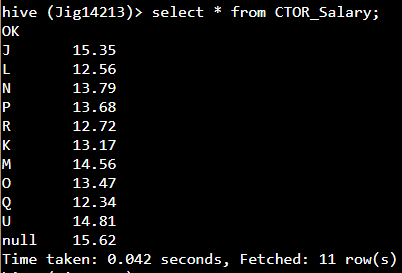 hive (Jig14213)> select * from CTOR_Salary;
OK
J 15.35
L 12.56
N 13.79
P 13.68
R 12.72
K 13.17
M 14.56
O 13.47
Q 12.34
U 14.81
null 15.62
Time taken: 0.042 seconds, Fetched: 11 row(s)